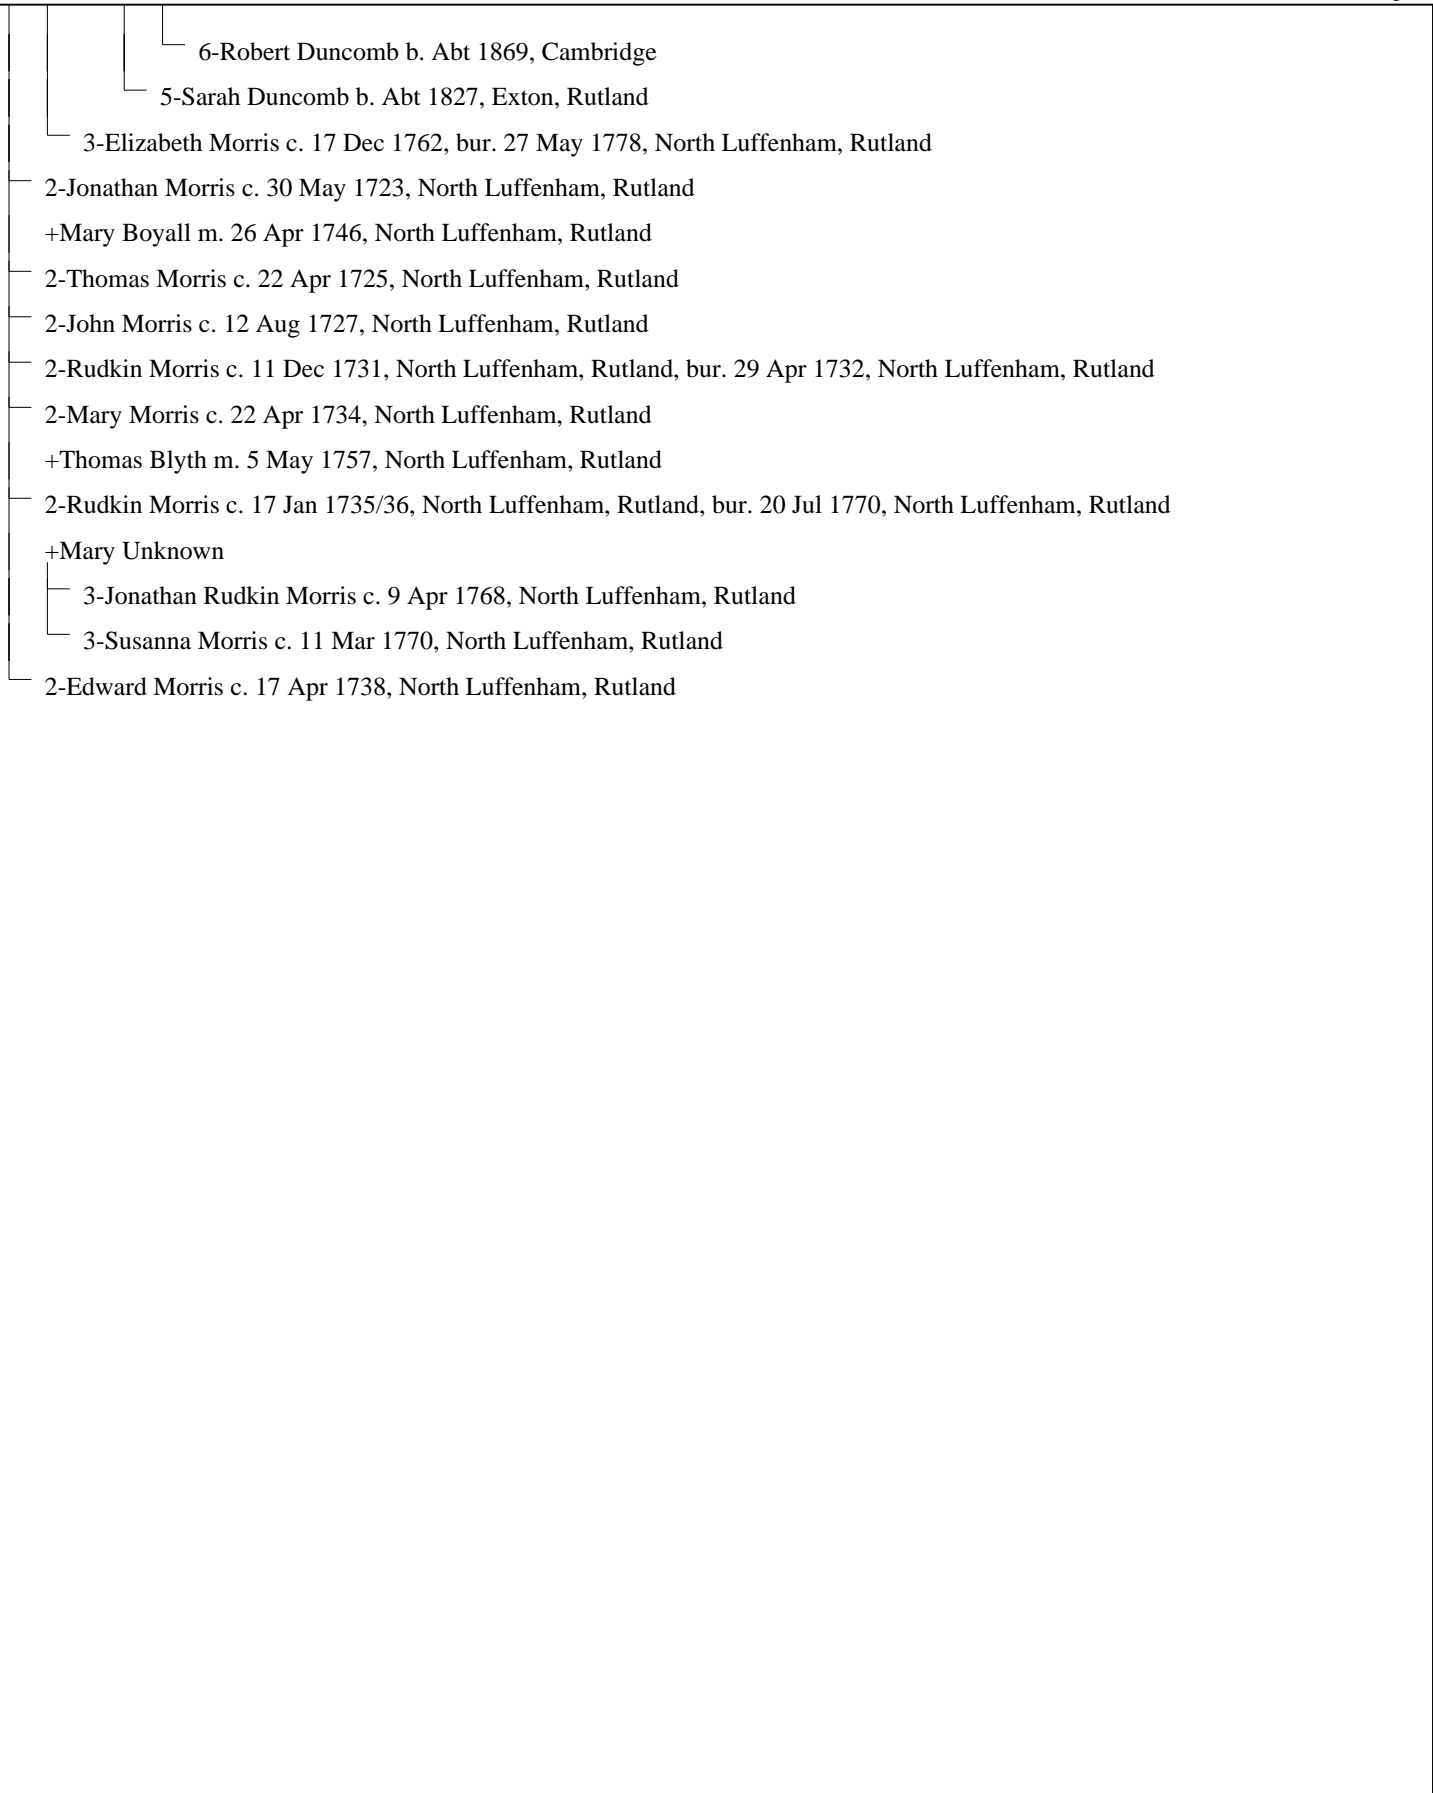 6-Robert Duncomb b. Abt 1869, Cambridge
5-Sarah Duncomb b. Abt 1827, Exton, Rutland
3-Elizabeth Morris c. 17 Dec 1762, bur. 27 May 1778, North Luffenham, Rutland
2-Jonathan Morris c. 30 May 1723, North Luffenham, Rutland
+Mary Boyall m. 26 Apr 1746, North Luffenham, Rutland
2-Thomas Morris c. 22 Apr 1725, North Luffenham, Rutland
2-John Morris c. 12 Aug 1727, North Luffenham, Rutland
2-Rudkin Morris c. 11 Dec 1731, North Luffenham, Rutland, bur. 29 Apr 1732, North Luffenham, Rutland
2-Mary Morris c. 22 Apr 1734, North Luffenham, Rutland
+Thomas Blyth m. 5 May 1757, North Luffenham, Rutland
2-Rudkin Morris c. 17 Jan 1735/36, North Luffenham, Rutland, bur. 20 Jul 1770, North Luffenham, Rutland
+Mary Unknown
3-Jonathan Rudkin Morris c. 9 Apr 1768, North Luffenham, Rutland
3-Susanna Morris c. 11 Mar 1770, North Luffenham, Rutland
2-Edward Morris c. 17 Apr 1738, North Luffenham, Rutland